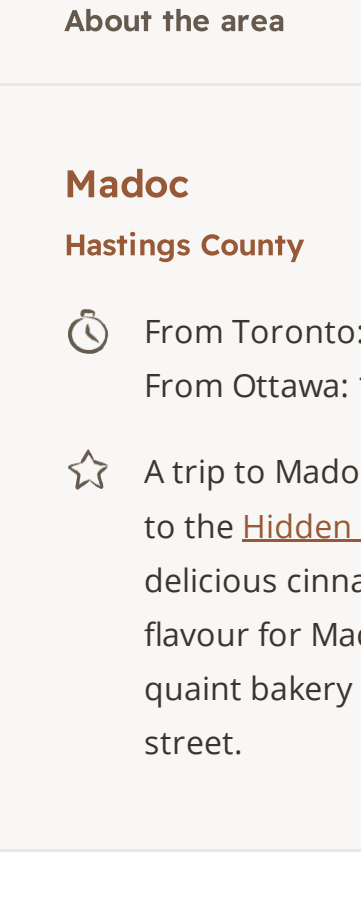 About the area
Madoc
Hastings County
From Toronto:
From Ottawa:
A trip to Mado
to the Hidden
delicious cinna
flavour for Mad
quaint bakery
street.